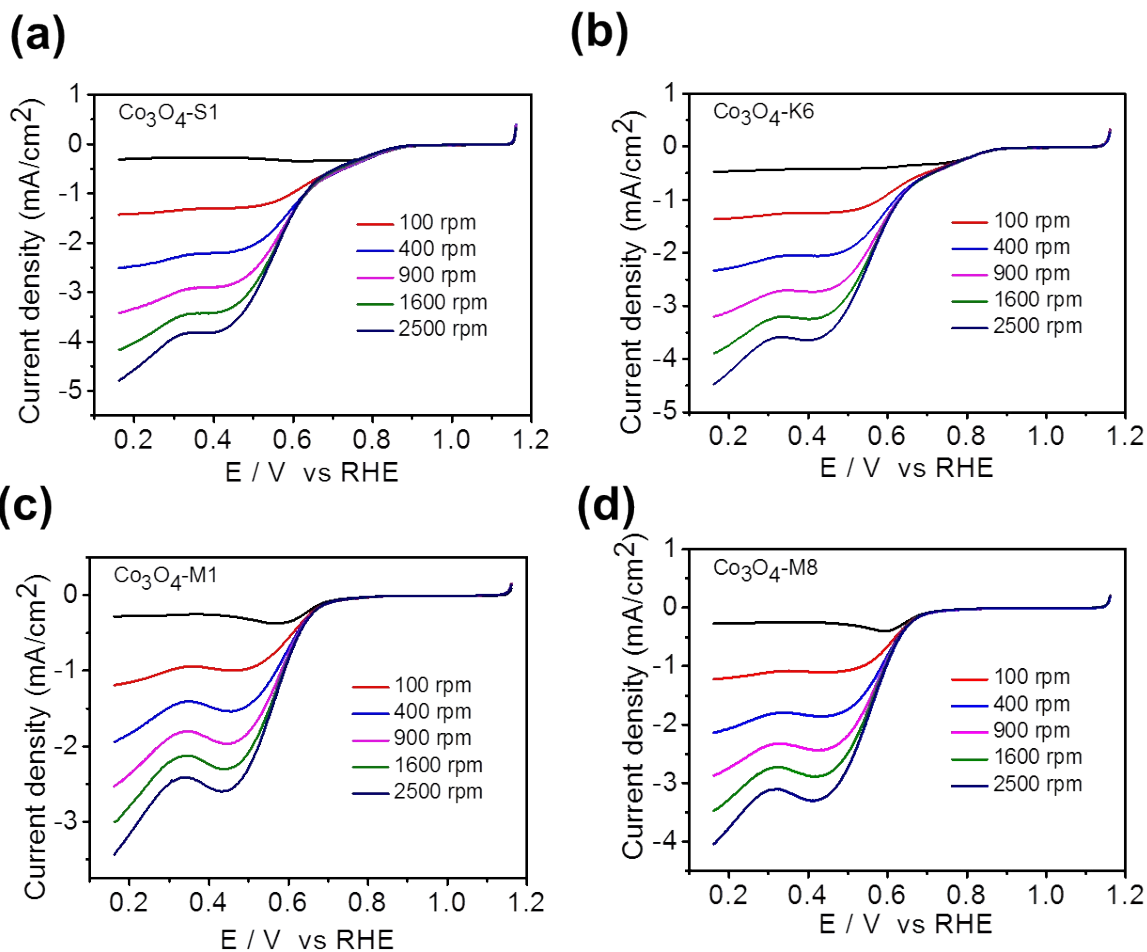 (a)
Co3O4-S1
Current density (mA/cm2)
1
0
-1
-2
-3
-4
-5
100 rpm
400 rpm
900 rpm
1600 rpm
2500 rpm
0.2 0.4 0.6 0.8 1.0 1.2
E / V vs RHE
(b)
Co3O4-K6
Current density (mA/cm2)
1
0
-1
-2
-3
-4
-5
100 rpm
400 rpm
900 rpm
1600 rpm
2500 rpm
0.2 0.4 0.6 0.8 1.0 1.2
E / V vs RHE
(c)
Co3O4-M1
Current density (mA/cm2)
0
-1
-2
-3
100 rpm
400 rpm
900 rpm
1600 rpm
2500 rpm
0.2 0.4 0.6 0.8 1.0 1.2
E / V vs RHE
(d)
Co3O4-M8
Current density (mA/cm2)
1
0
-1
-2
-3
-4
100 rpm
400 rpm
900 rpm
1600 rpm
2500 rpm
0.2 0.4 0.6 0.8 1.0 1.2
E / V vs RHE